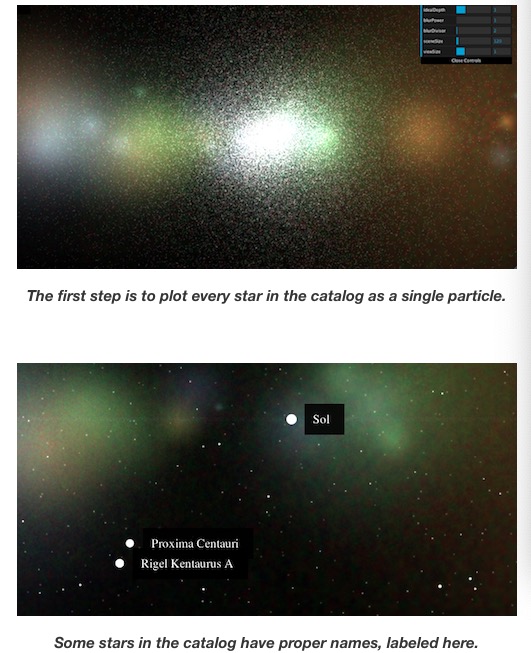 idealDepth
blurPower
blurDivisor
sceneSize
viewSize
Close Controls
The first step is to plot every star in the catalog as a single particle.
Sol
Proxima Centauri
Rigel Kentaurus A
Some stars in the catalog have proper names, labeled here.